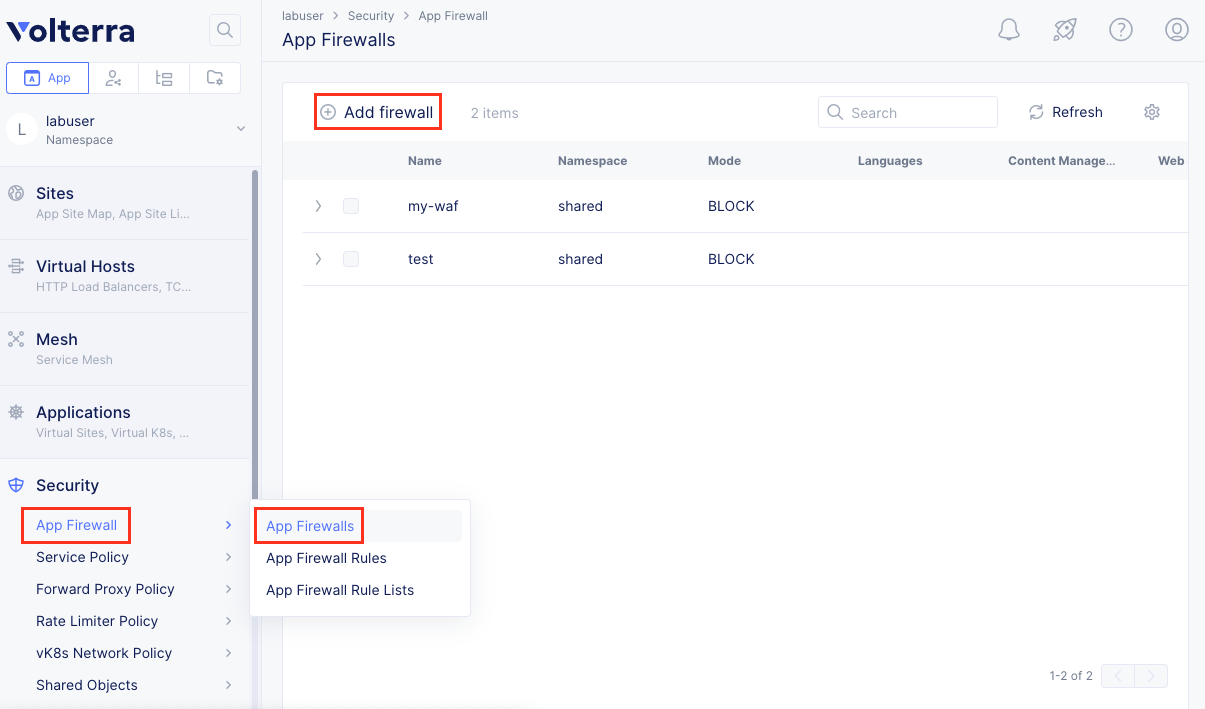 Volterra
A App
L
labuser
Namespace
Sites
App Site Map, App Site Li...
Virtual Hosts
HTTP Load Balancers, TC...
Mesh
Service Mesh
Applications
Virtual Sites, Virtual K8s, ...
Security
App Firewall
Service Policy
Forward Proxy Policy
Rate Limiter Policy
vK8s Network Policy
Shared Objects
App Firewalls
App Firewall Rules
App Firewall Rule Lists
labuser > Security > App Firewall
App Firewalls
?
Add firewall 2 items Search Refresh
Name Namespace Mode Languages Content Manage... Web
my-waf shared BLOCK
test shared BLOCK
1-2 of 2